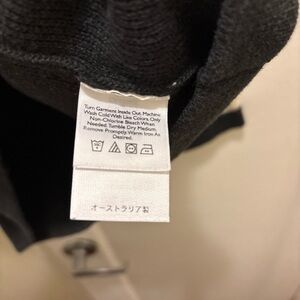 Turn Garment Inside Out, Machine
Wash Cold With Like Colors, Only
Non-Chlorine Bleach When
Needed. Tumble Dry Medium.
Remove Promptly. Warm Iron As
Desired.
オーストラリア製